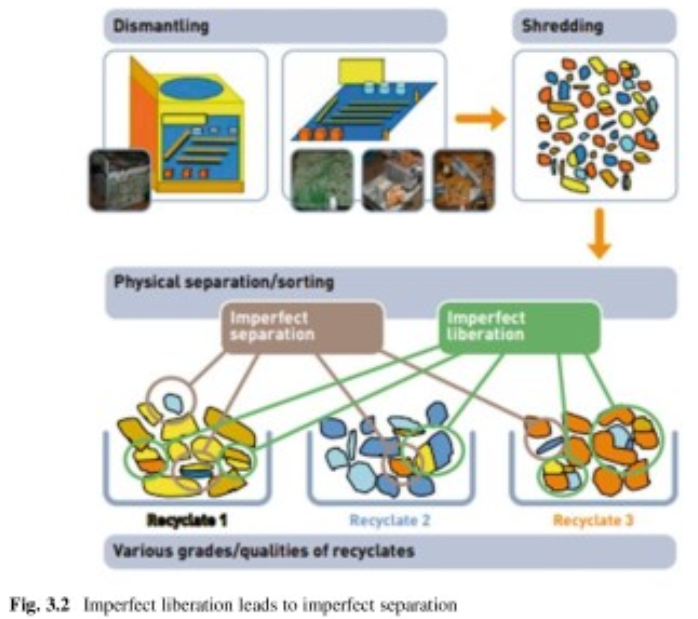 Dismantling
Shredding
Physical separation/sorting
Imperfect
separation
Imperfect
liberation
Recyclate 1
Recyclate 2
Recyclate 3
Various grades/qualities of recyclates
Fig. 3.2 Imperfect liberation leads to imperfect separation